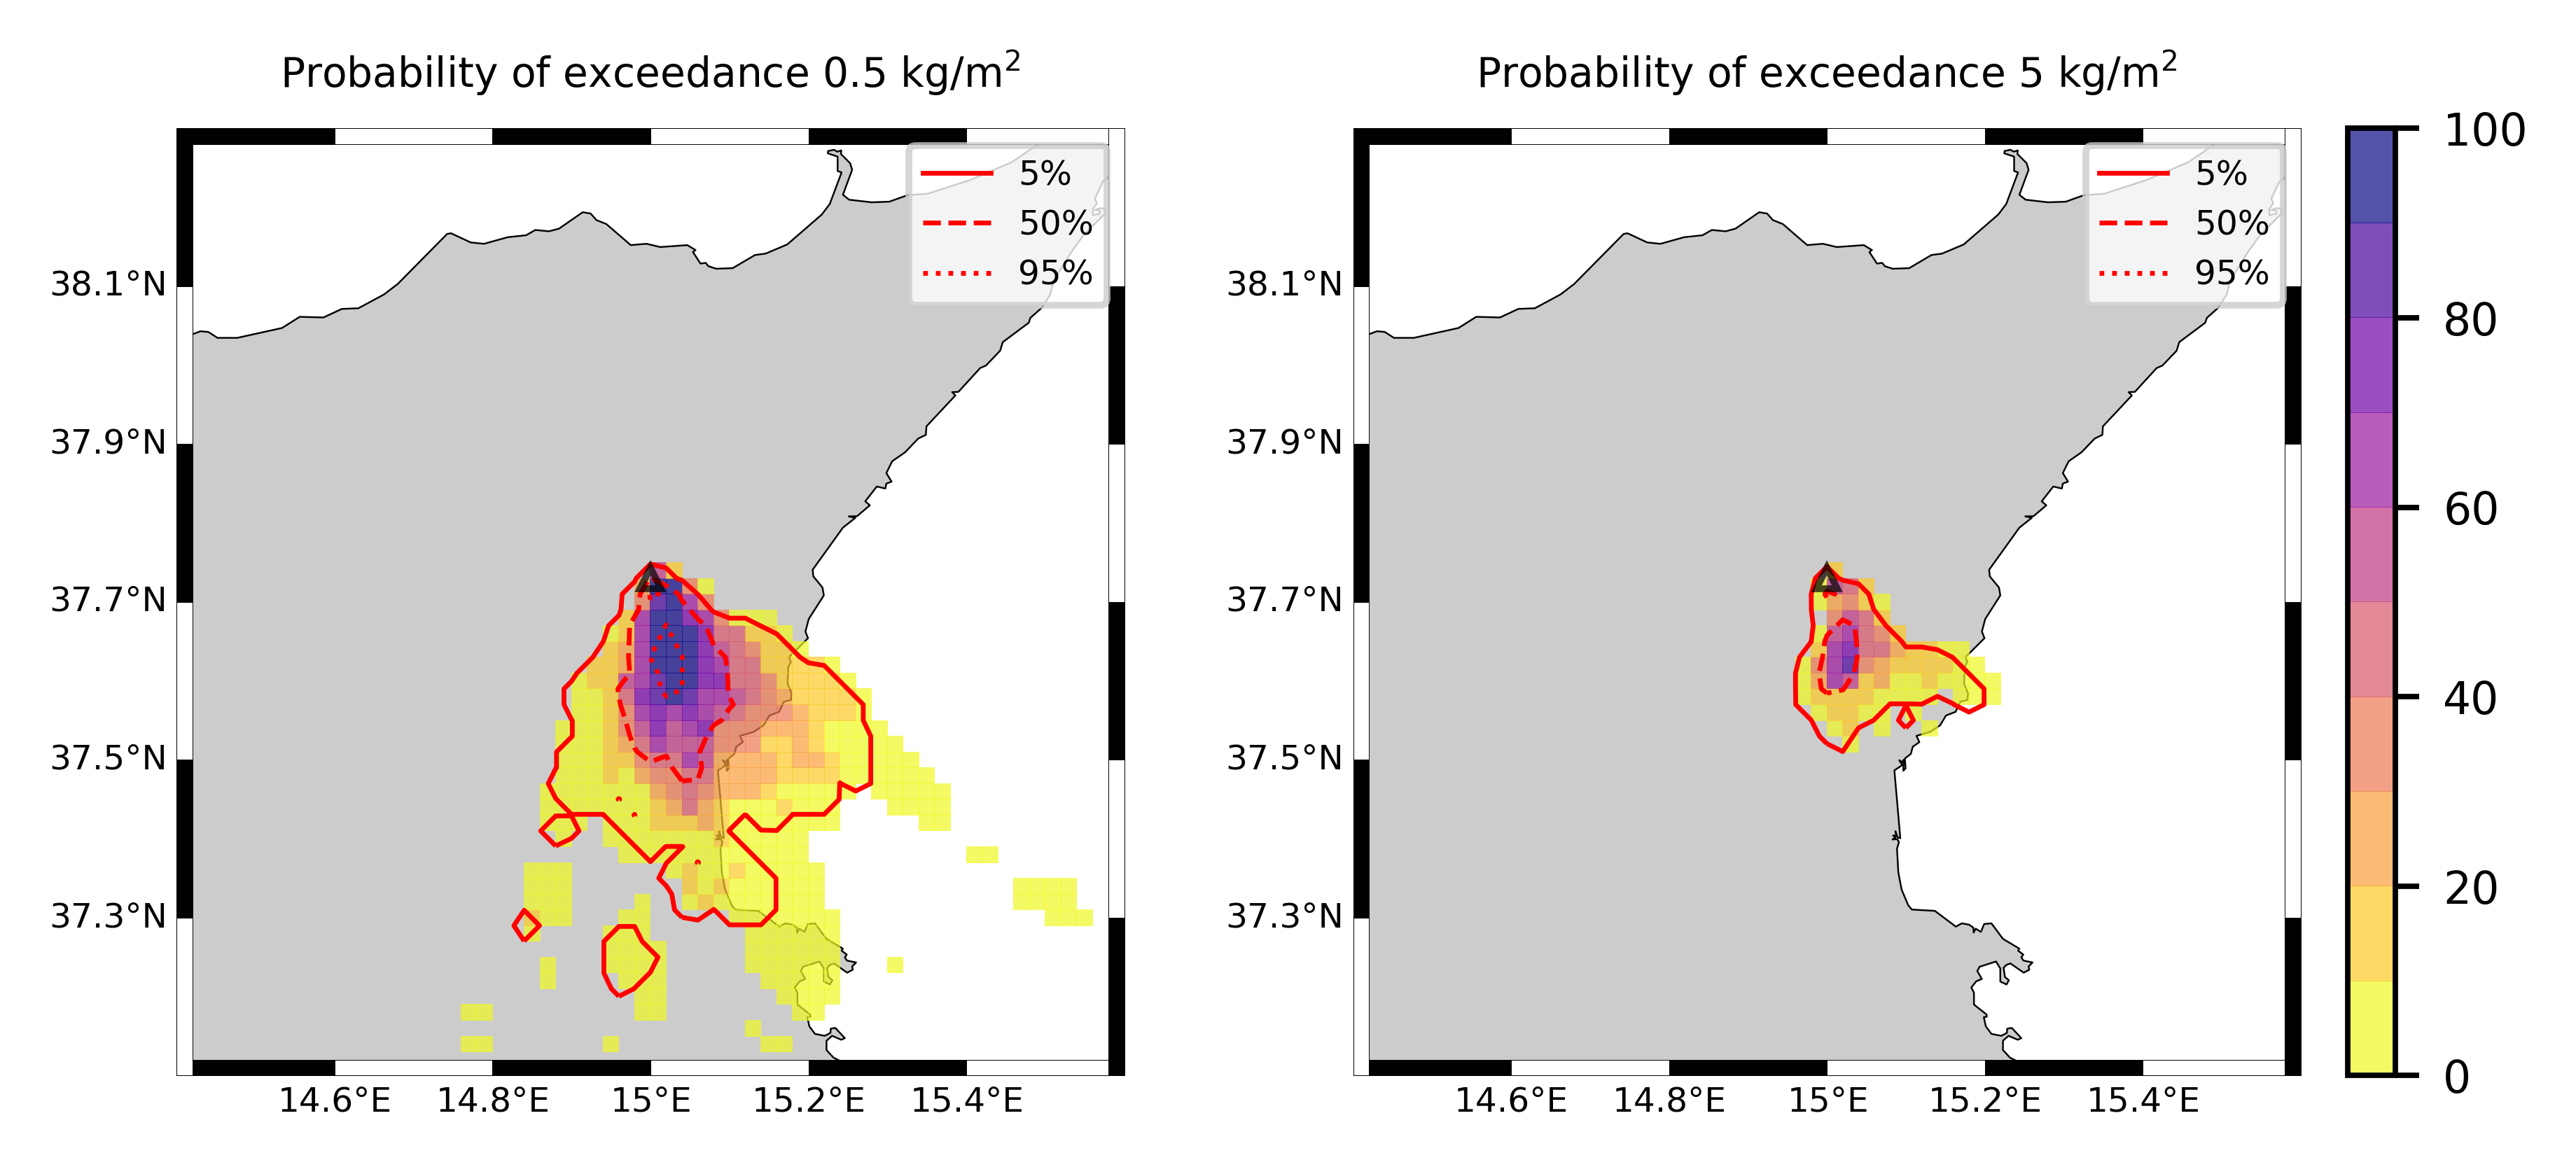 Probability of exceedance 0.5 kg/m²
5%
50%
95%
38.1°N
37.9°N
37.7°N
37.5°N
37.3°N
14.6°E 14.8°E 15°E 15.2°E 15.4°E
Probability of exceedance 5 kg/m²
5%
50%
95%
38.1°N
37.9°N
37.7°N
37.5°N
37.3°N
14.6°E 14.8°E 15°E 15.2°E 15.4°E
100
80
60
40
20
0